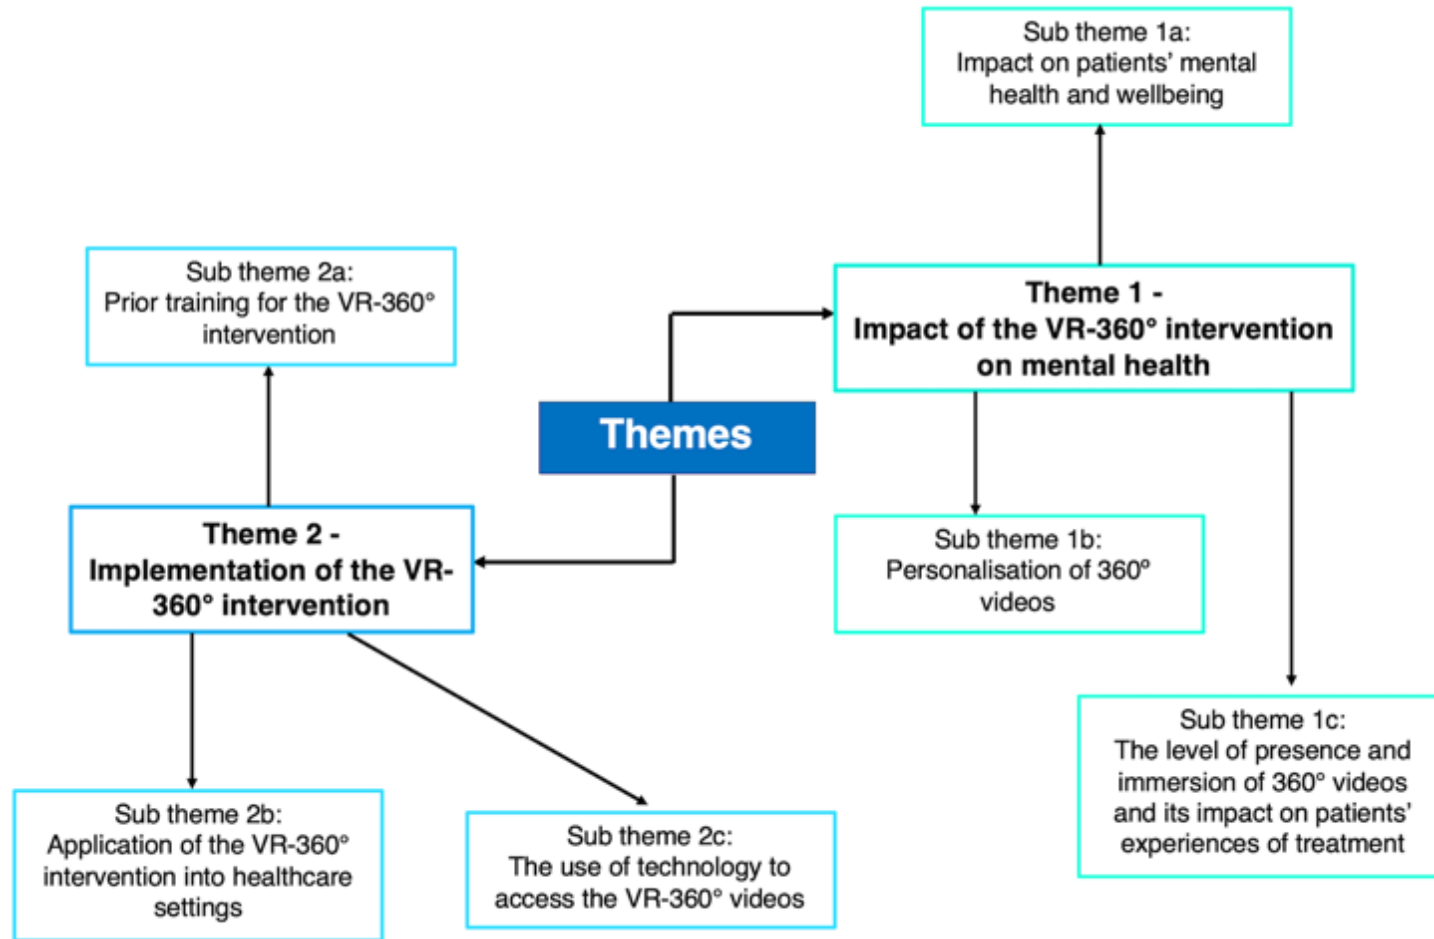 Sub theme 1a:
Impact on patients’ mental
health and wellbeing
Sub theme 2a:
Prior training for the VR-360°
intervention
Theme 1 -
Impact of the VR-360° intervention
on mental health
Themes
Theme 2 -
Implementation of the VR-
360° intervention
Sub theme 1b:
Personalisation of 360º
videos
Sub theme 1c:
The level of presence and
immersion of 360° videos
and its impact on patients’
experiences of treatment
Sub theme 2b:
Application of the VR-360°
intervention into healthcare
settings
Sub theme 2c:
The use of technology to
access the VR-360° videos